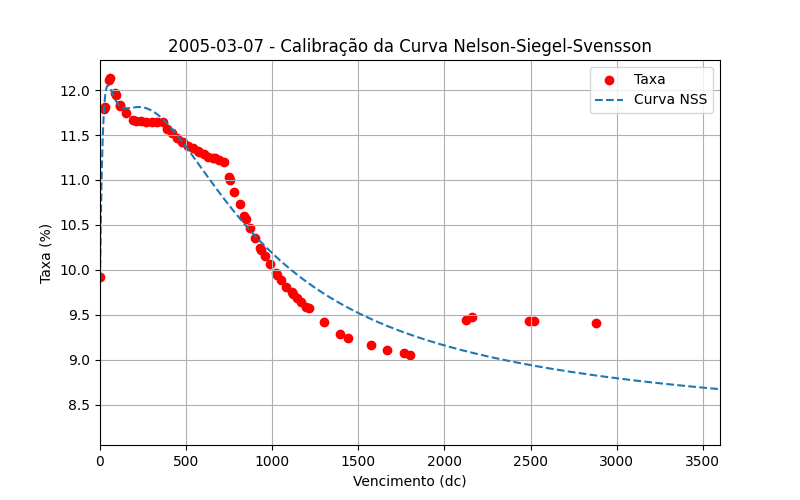 2005-03-07 - Calibração da Curva Nelson-Siegel-Svensson
Taxa
Curva NSS
Taxa (%)
12.0
11.5
11.0
10.5
10.0
9.5
9.0
8.5
0 500 1000 1500 2000 2500 3000 3500
Vencimento (dc)